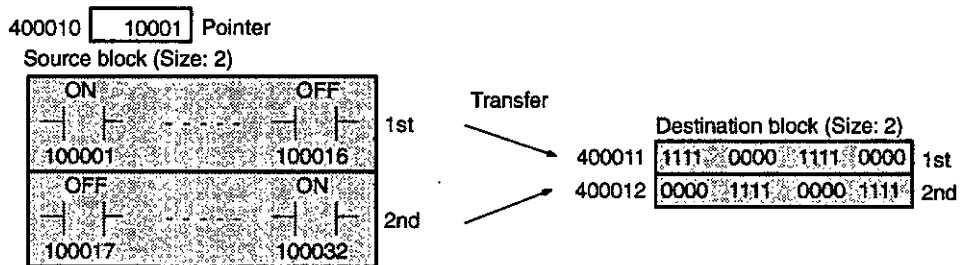 400010 10001 Pointer
Source block (Size: 2)
ON OFF
1st
100001 100016
OFF ON
2nd
100017 100032
Transfer
Destination block (Size: 2)
400011 1111 0000 1111 0000 1st
400012 0000 1111 0000 1111 2nd